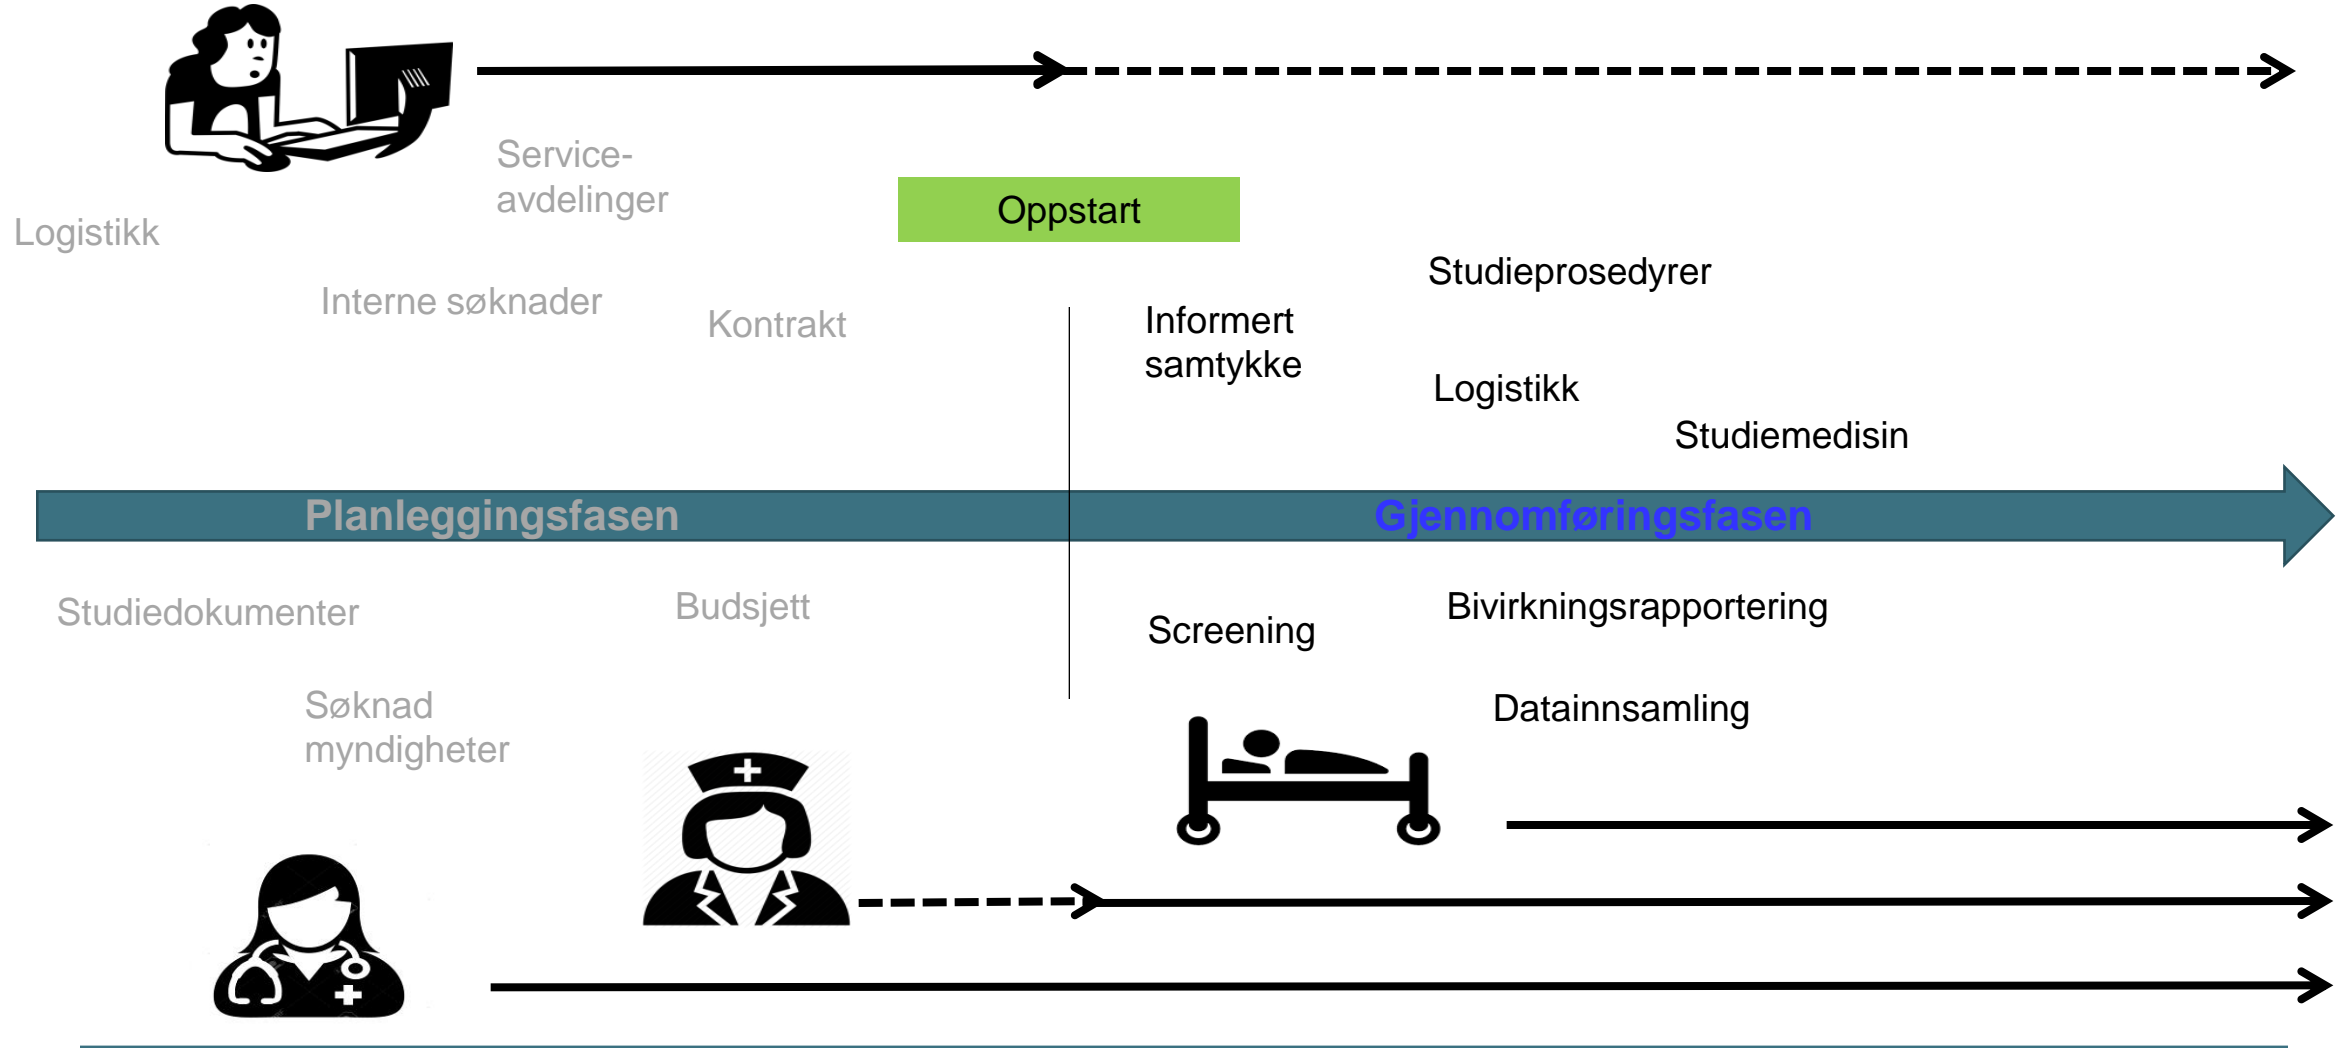 Service-
avdelinger
Oppstart
Logistikk
Studieprosedyrer
Interne søknader
Kontrakt
Informert
samtykke
Logistikk
Studiemedisin
Planleggingsfasen
Gjennomføringsfasen
Studiedokumenter
Budsjett
Bivirkningsrapportering
Screening
Søknad
myndigheter
Datainnsamling